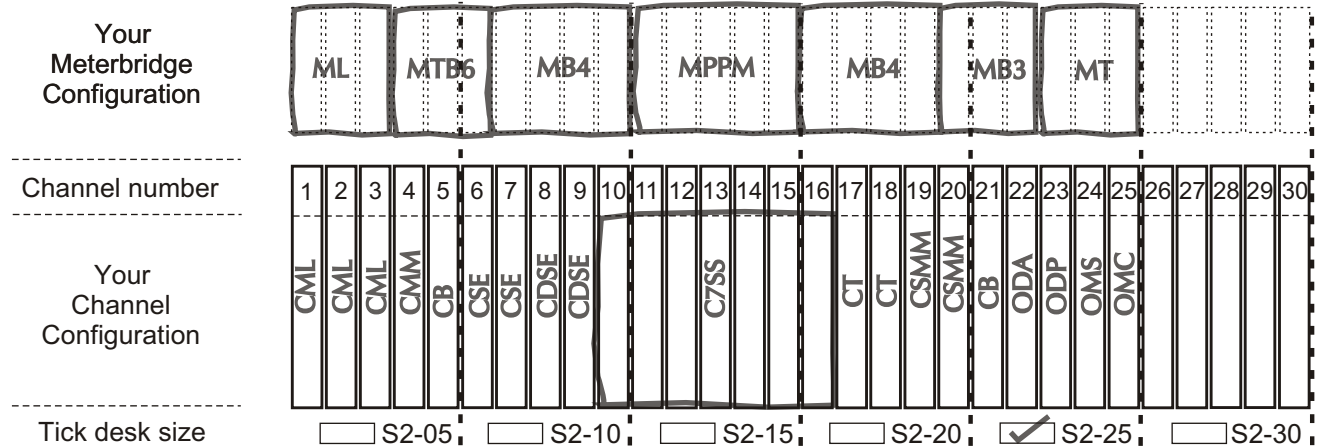 Your
Meterbridge
Configuration
ML MTB6 MB4 MPPM MB4 MB3 MT
Channel number 1 2 3 4 5 6 7 8 9 10 11 12 13 14 15 16 17 18 19 20 21 22 23 24 25 26 27 28 29 30
Your
Channel
Configuration
CML CML CML CMM CB CSE CSE CDSE CDSE C7SS CT CT CSMM CSMM CB ODA ODP OMS OMC
Tick desk size S2-05 S2-10 S2-15 S2-20 S2-25 S2-30